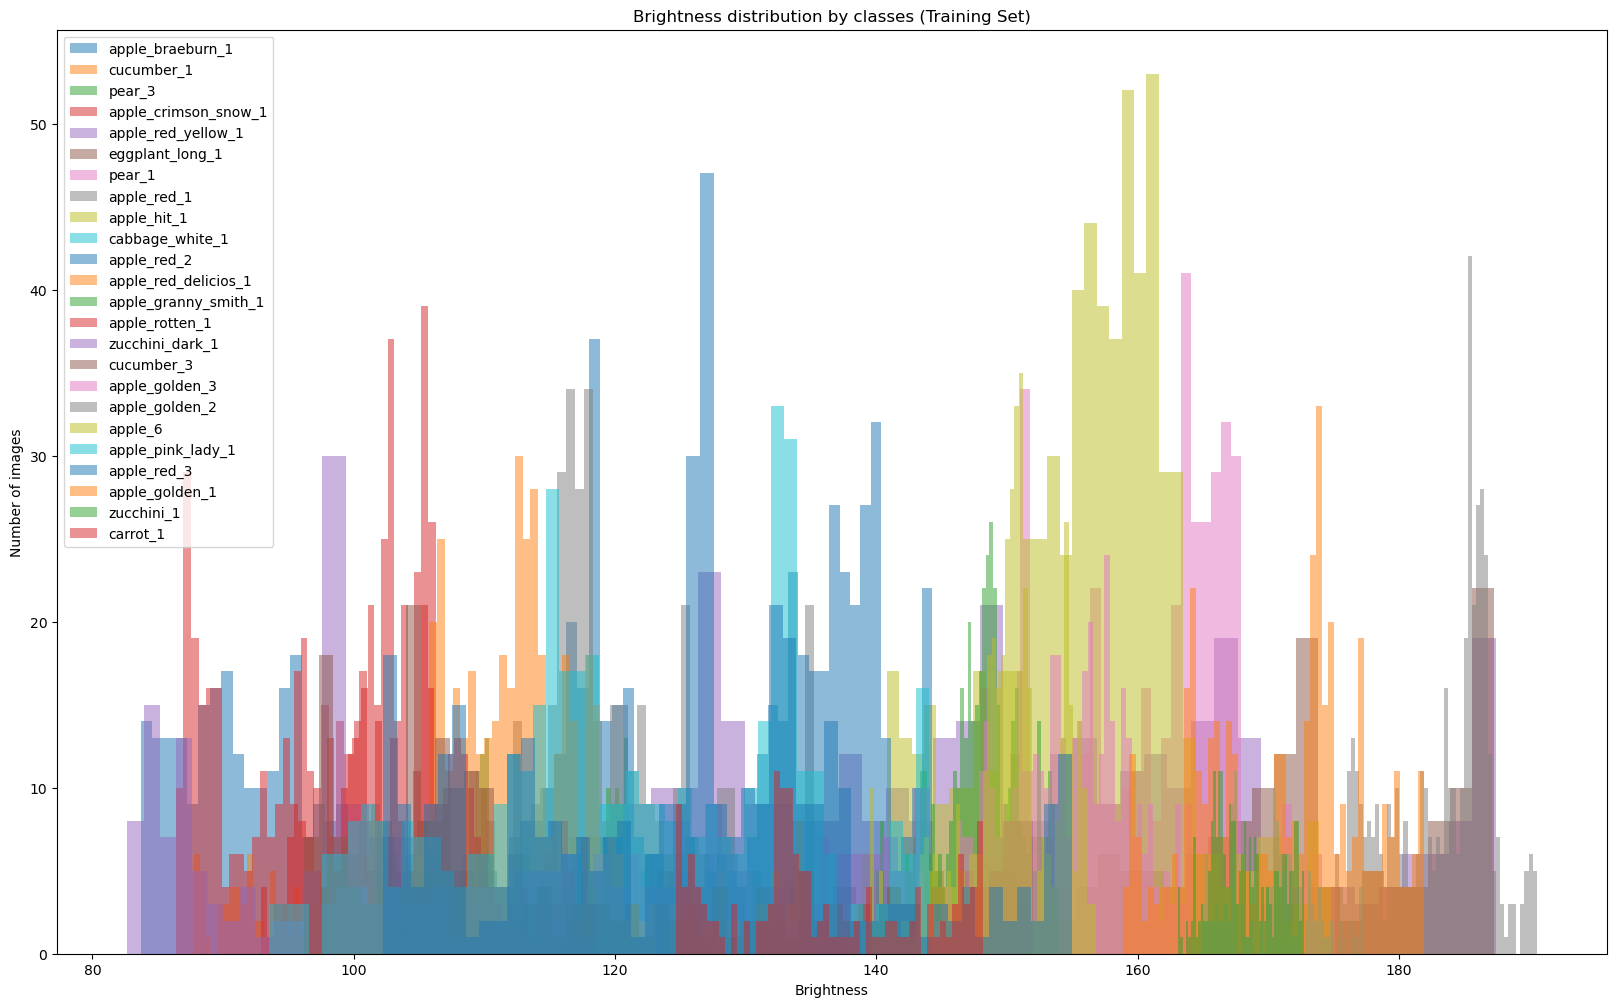 Brightness distribution by classes (Training Set)
apple_braeburn_1
cucumber_1
pear_3
apple_crimson_snow_1
apple_red_yellow_1
eggplant_long_1
pear_1
apple_red_1
apple_hit_1
cabbage_white_1
apple_red_2
apple_red_delicios_1
apple_granny_smith_1
apple_rotten_1
zucchini_dark_1
cucumber_3
apple_golden_3
apple_golden_2
apple_6
apple_pink_lady_1
apple_red_3
apple_golden_1
zucchini_1
carrot_1
Number of images
50
40
30
20
10
0
80 100 120 140 160 180
Brightness